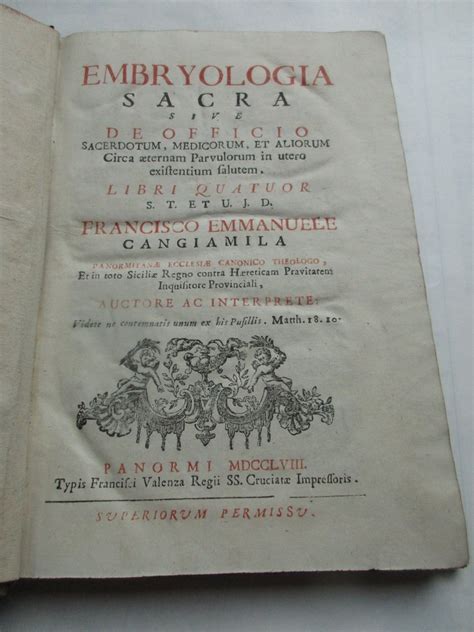 EMBRYOLOGIA
SACRA
SIVE
DE OFFICIO
SACERDOTUM, MEDICORUM, ET ALIORUM
Circa æternam Parvulorum in utero
existentium salutem.
LIBRI QUATUOR
S. T. ET U. J. D.
FRANCISCO EMMANUELE
CANGIAMILA
PANORMITANÆ ECCLESIÆ CANONICO THEOLOGO,
Et in toto Siciliæ Regno contra Hæreticam Pravitatem
Inquisitore Provinciali,
AUCTORE AC INTERPRETE:
Videte ne contemnatis unum ex his Pusillis. Matth. 18. 10.
PANORMI MDCCLVIII.
Typis Francisci Valenza Regii SS. Cruciatæ Impressoris.
SUPERIORUM PERMISSU.